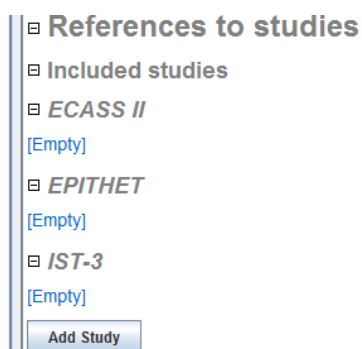 References to studies
Included studies
ECASS II
[Empty]
EPITHET
[Empty]
IST-3
[Empty]
Add Study